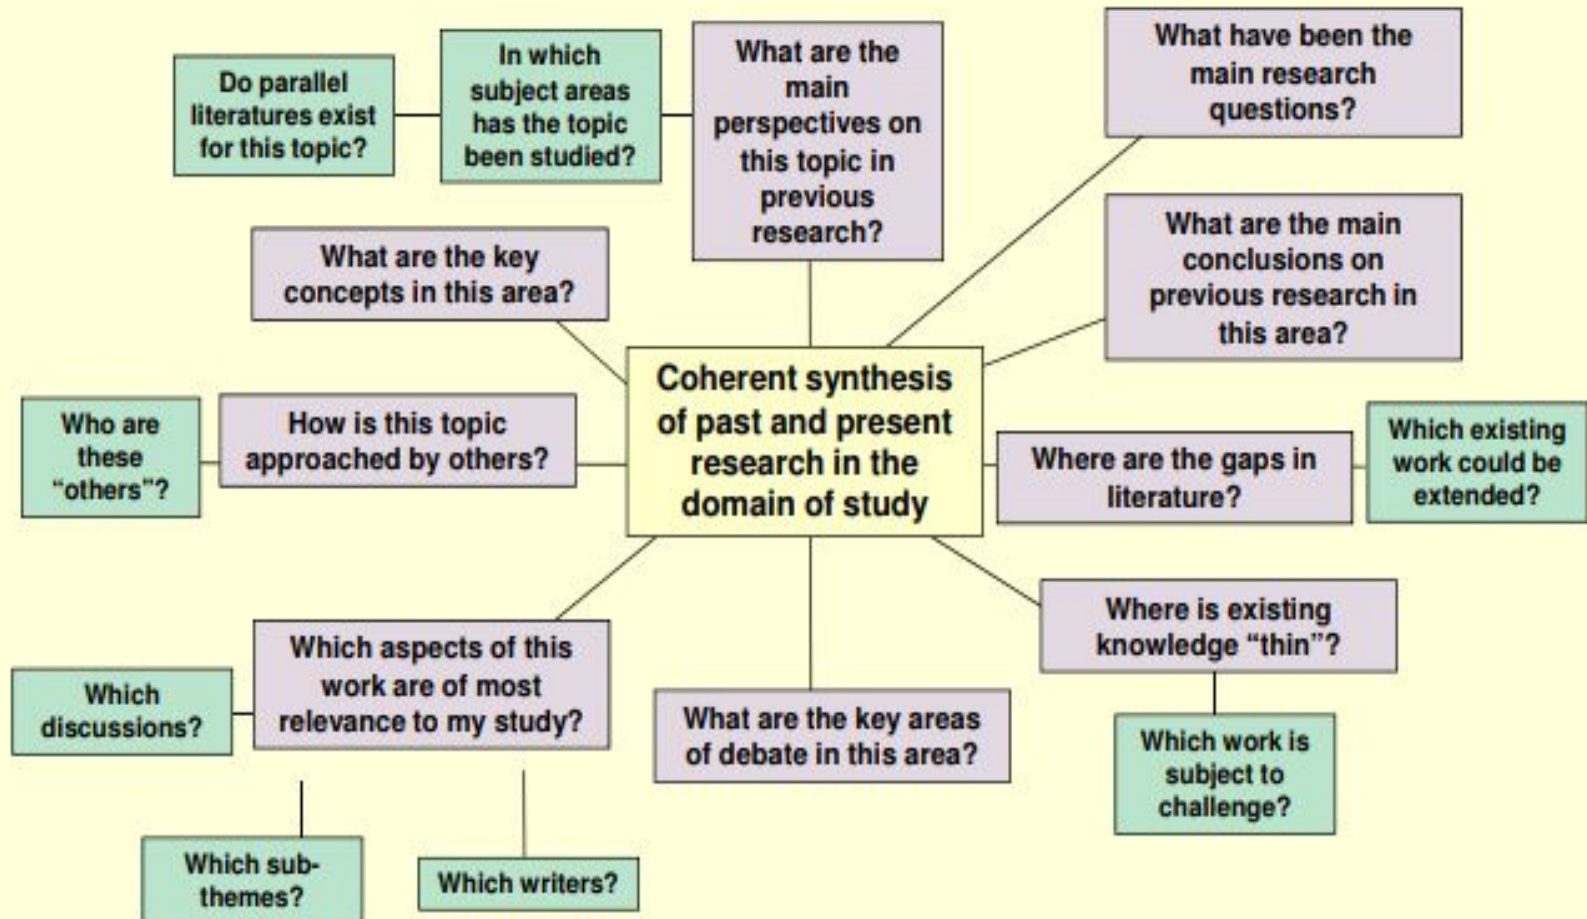 Do parallel
literatures exist
for this topic?
In which
subject areas
has the topic
been studied?
What are the
main
perspectives on
this topic in
previous
research?
What have been the
main research
questions?
What are the key
concepts in this area?
What are the main
conclusions on
previous research in
this area?
Coherent synthesis
of past and present
research in the
domain of study
Who are
these
“others”?
How is this topic
approached by others?
Where are the gaps in
literature?
Which existing
work could be
extended?
Which aspects of this
work are of most
relevance to my study?
Which
discussions?
Which sub-
themes?
Which writers?
What are the key areas
of debate in this area?
Where is existing
knowledge “thin”?
Which work is
subject to
challenge?